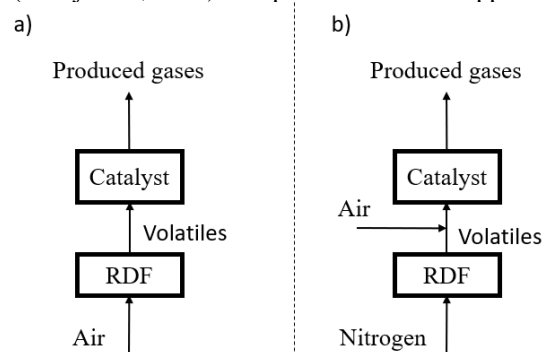 a)
Produced gases
Catalyst
Volatiles
RDF
Air
b)
Produced gases
Catalyst
Air
Volatiles
RDF
Nitrogen